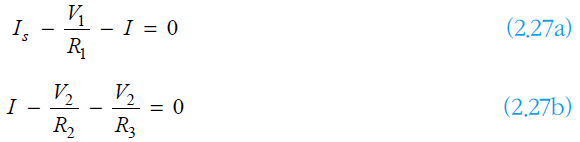 I_s − V_1/R_1 − I = 0 (2.27a)
I − V_2/R_2 − V_2/R_3 = 0 (2.27b)